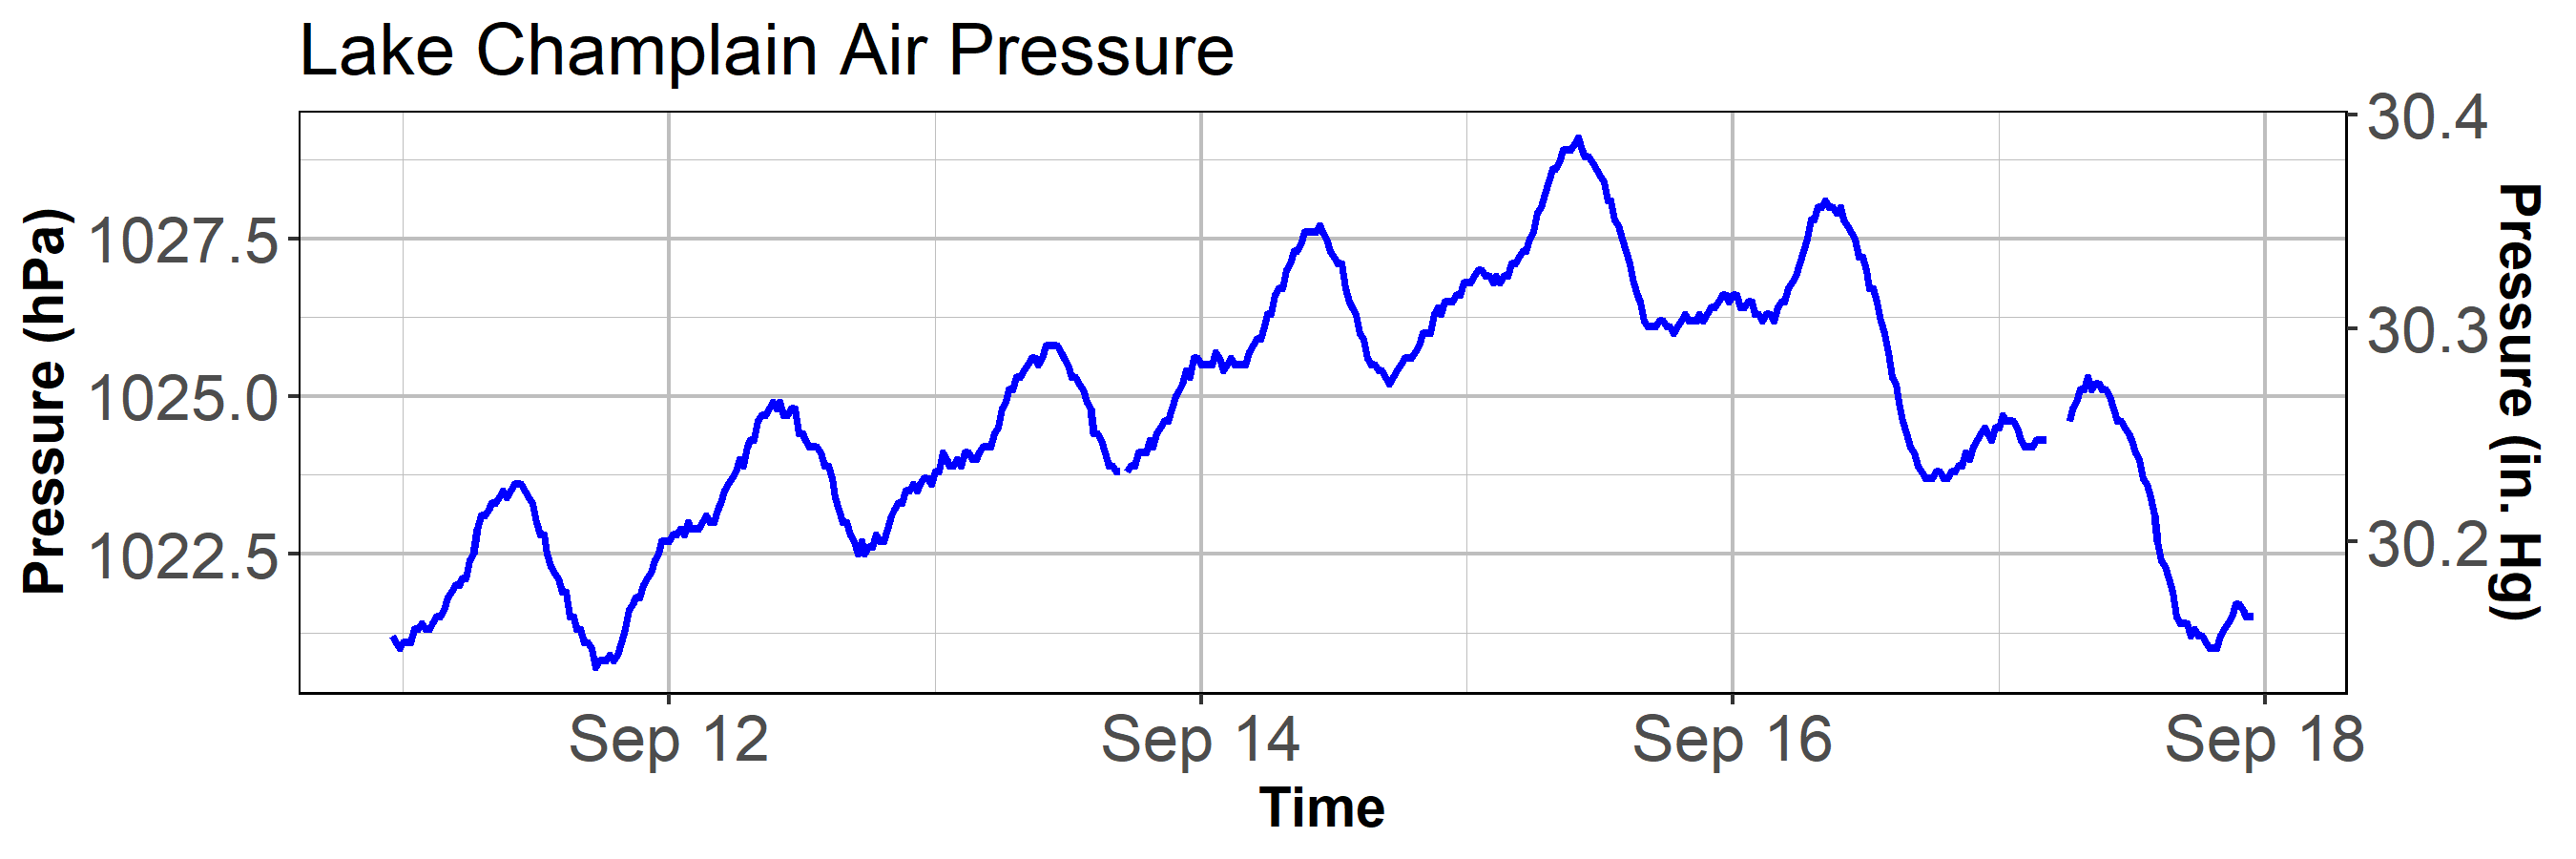 Lake Champlain Air Pressure
Pressure (hPa)
1027.5
1025.0
1022.5
30.4
30.3
30.2
Pressure (in. Hg)
Sep 12
Sep 14
Sep 16
Sep 18
Time